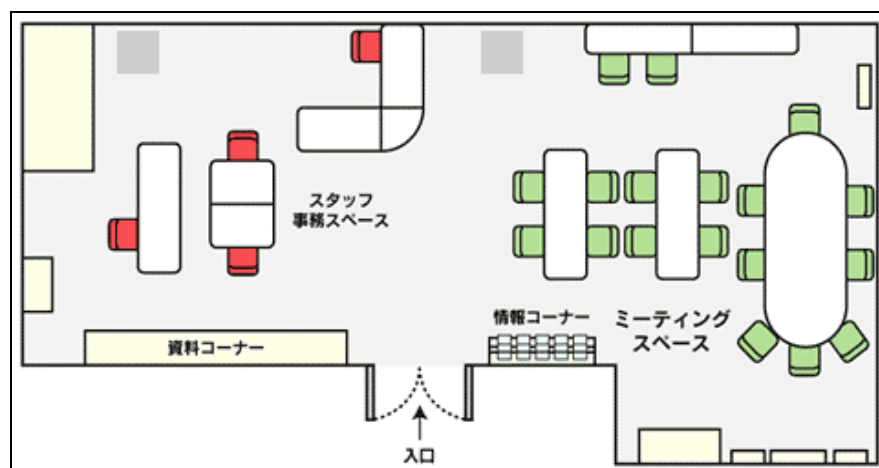 スタッフ
事務スペース
情報コーナー
ミーティング
スペース
資料コーナー
入口